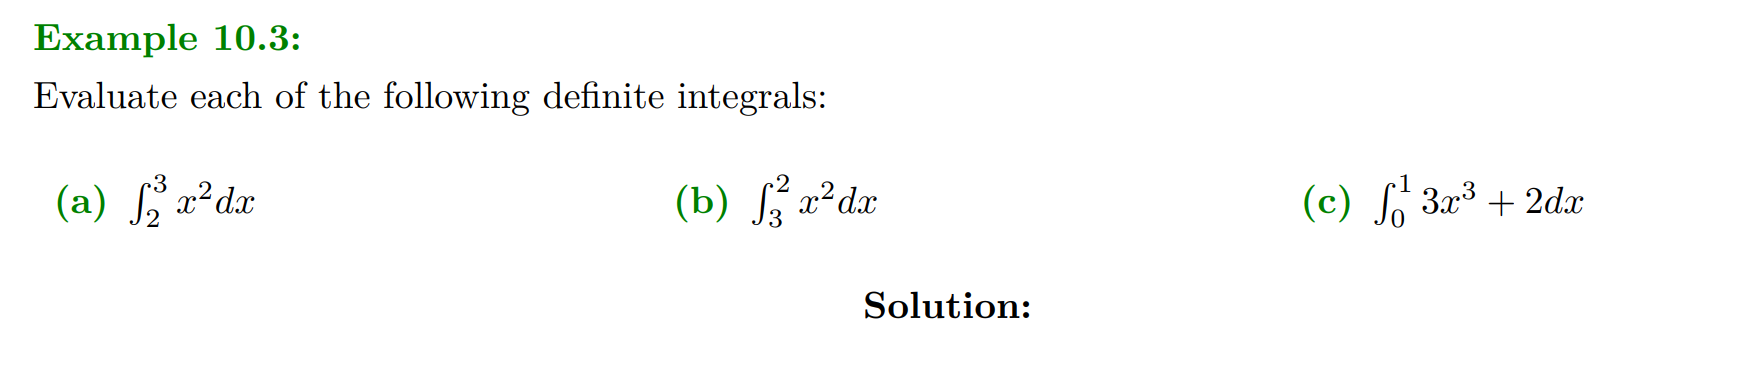 Example 10.3:
Evaluate each of the following definite integrals:
(a) ∫₂³ x²dx (b) ∫₃² x²dx (c) ∫₀¹ 3x³ + 2dx
Solution: